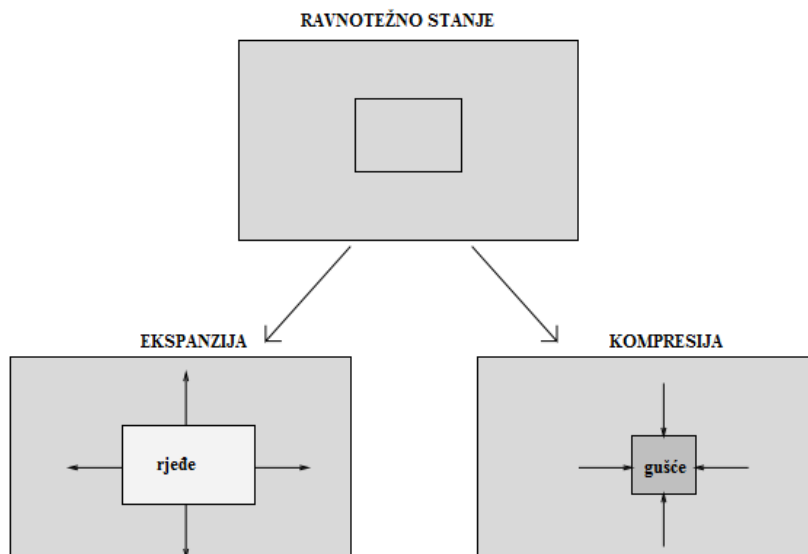 RAVNOTEŽNO STANJE
EKSPANZIJA
KOMPRESIJA
rjeđe
gušće